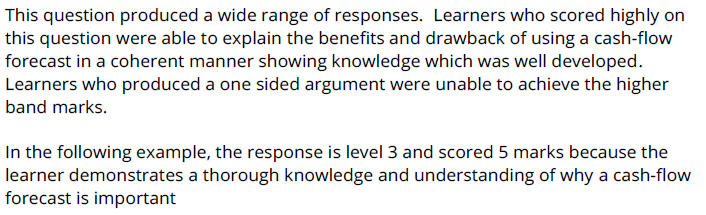 This question produced a wide range of responses.  Learners who scored highly on
this question were able to explain the benefits and drawback of using a cash-flow
forecast in a coherent manner showing knowledge which was well developed.
Learners who produced a one sided argument were unable to achieve the higher
band marks.

In the following example, the response is level 3 and scored 5 marks because the
learner demonstrates a thorough knowledge and understanding of why a cash-flow
forecast is important